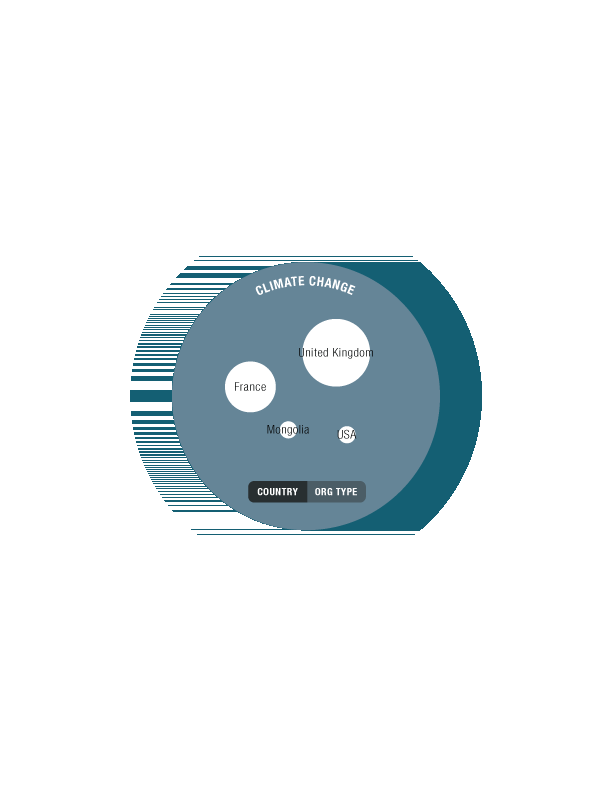 CLIMATE CHANGE
United Kingdom
France
Mongolia
USA
COUNTRY ORG TYPE